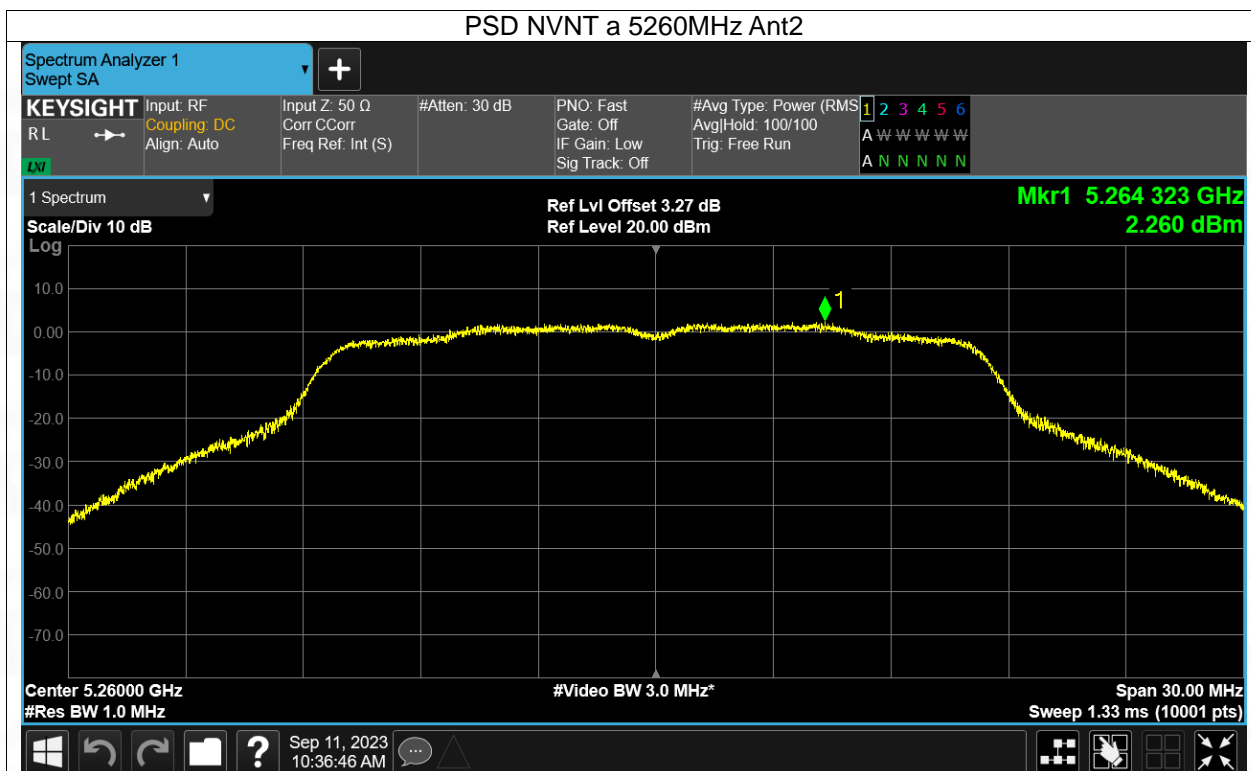 PSD NVNT a 5260MHz Ant2
Spectrum Analyzer 1
Swept SA
KEYSIGHT
R L
LXI
Input: RF
Coupling: DC
Align: Auto
Input Z: 50 Ω
Corr CCorr
Freq Ref: Int (S)
#Atten: 30 dB
PNO: Fast
Gate: Off
IF Gain: Low
Sig Track: Off
#Avg Type: Power (RMS
Avg|Hold: 100/100
Trig: Free Run
1 2 3 4 5 6
A W W W W W
A N N N N N
1 Spectrum
Scale/Div 10 dB
Log
Ref Lvl Offset 3.27 dB
Ref Level 20.00 dBm
Mkr1 5.264 323 GHz
2.260 dBm
1
10.0
0.00
-10.0
-20.0
-30.0
-40.0
-50.0
-60.0
-70.0
Center 5.26000 GHz
#Res BW 1.0 MHz
#Video BW 3.0 MHz*
Span 30.00 MHz
Sweep 1.33 ms (10001 pts)
?
Sep 11, 2023
10:36:46 AM